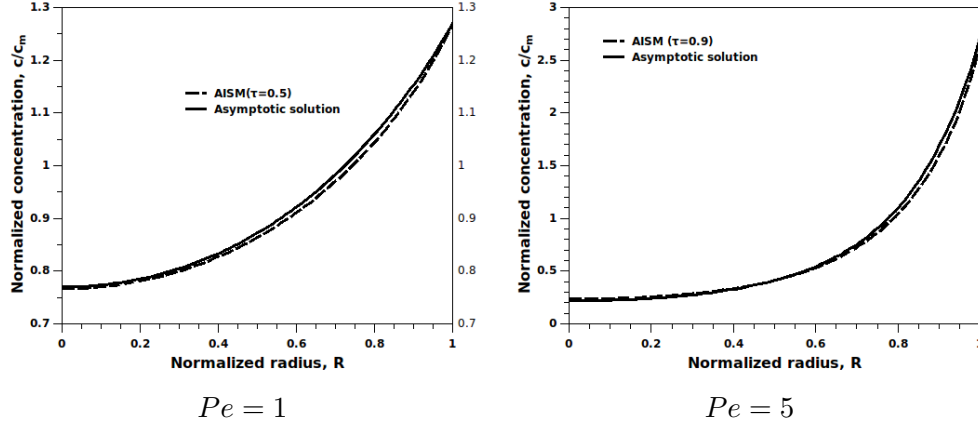 1.3
1.2
1.1
1
0.9
0.8
0.7
Normalized concentration, c/cm
AISM(τ=0.5)
Asymptotic solution
1.3
1.2
1.1
1
0.9
0.8
0.7
0 0.2 0.4 0.6 0.8 1
Normalized radius, R
Pe = 1
3
2.5
2
1.5
1
0.5
0
Normalized concentration, c/cm
AISM (τ=0.9)
Asymptotic solution
0 0.2 0.4 0.6 0.8 1
Normalized radius, R
Pe = 5